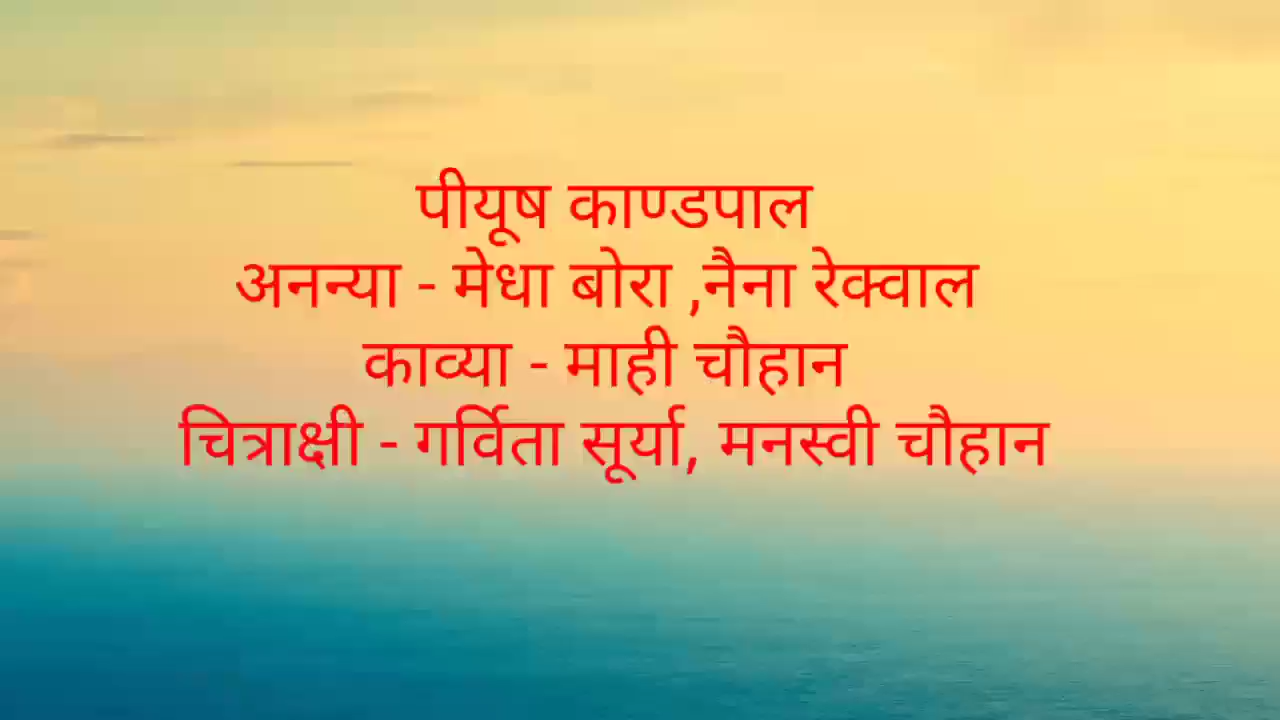 पीयूष काण्डपाल
अनन्या - मेधा बोरा ,नैना रेक्वाल
काव्या - माही चौहान
चित्राक्षी - गर्विता सूर्या, मनस्वी चौहान